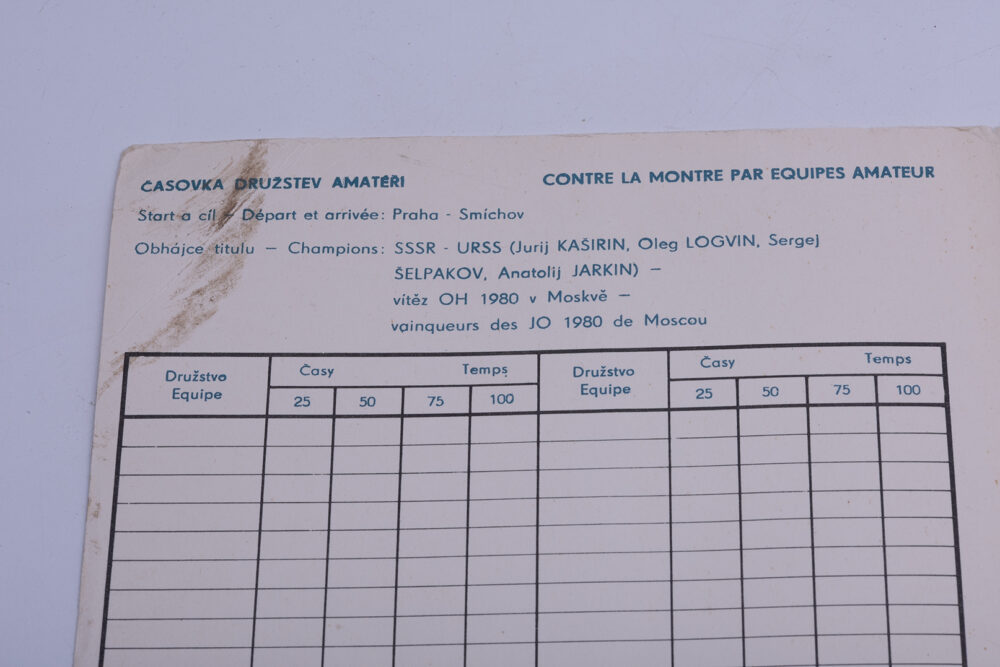 ČASOVKA DRUŽSTEV AMATÉŘI CONTRE LA MONTRE PAR EQUIPES AMATEUR
Start a cíl – Départ et arrivée: Praha - Smíchov
Obhájce titulu – Champions: SSSR - URSS (Jurij KAŠIRIN, Oleg LOGVIN, Sergej
ŠELPAKOV, Anatolij JARKIN) –
vítěz OH 1980 v Moskvě –
vainqueurs des JO 1980 de Moscou
Družstvo Časy Temps Družstvo Časy Temps
Equipe 25 50 75 100 Equipe 25 50 75 100